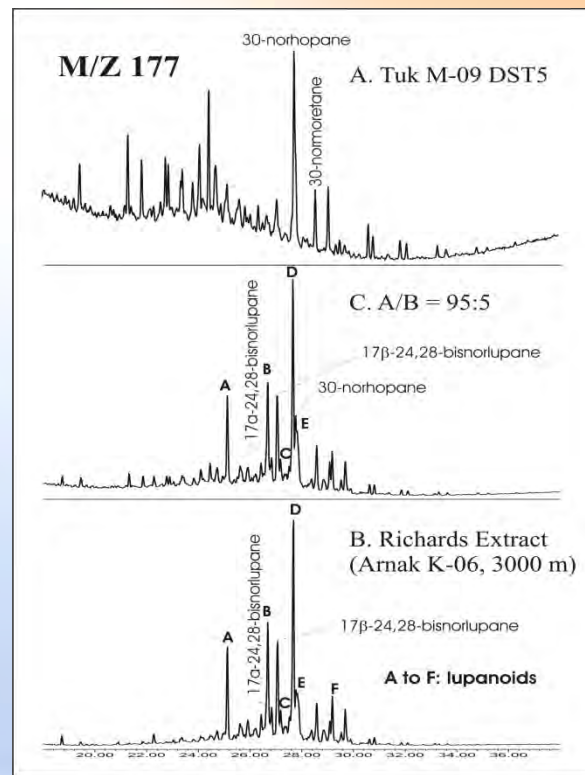 M/Z 177
30-norhopane
30-normoretane
A. Tuk M-09 DST5
D
C. A/B = 95:5
17α-24,28-bisnorlupane
17β-24,28-bisnorlupane
30-norhopane
A
B
C
E
D
B. Richards Extract
(Arnak K-06, 3000 m)
17α-24,28-bisnorlupane
17β-24,28-bisnorlupane
A
B
C
E
F
A to F: lupanoids
20.00 22.00 24.00 26.00 28.00 30.00 32.00 34.00 36.00